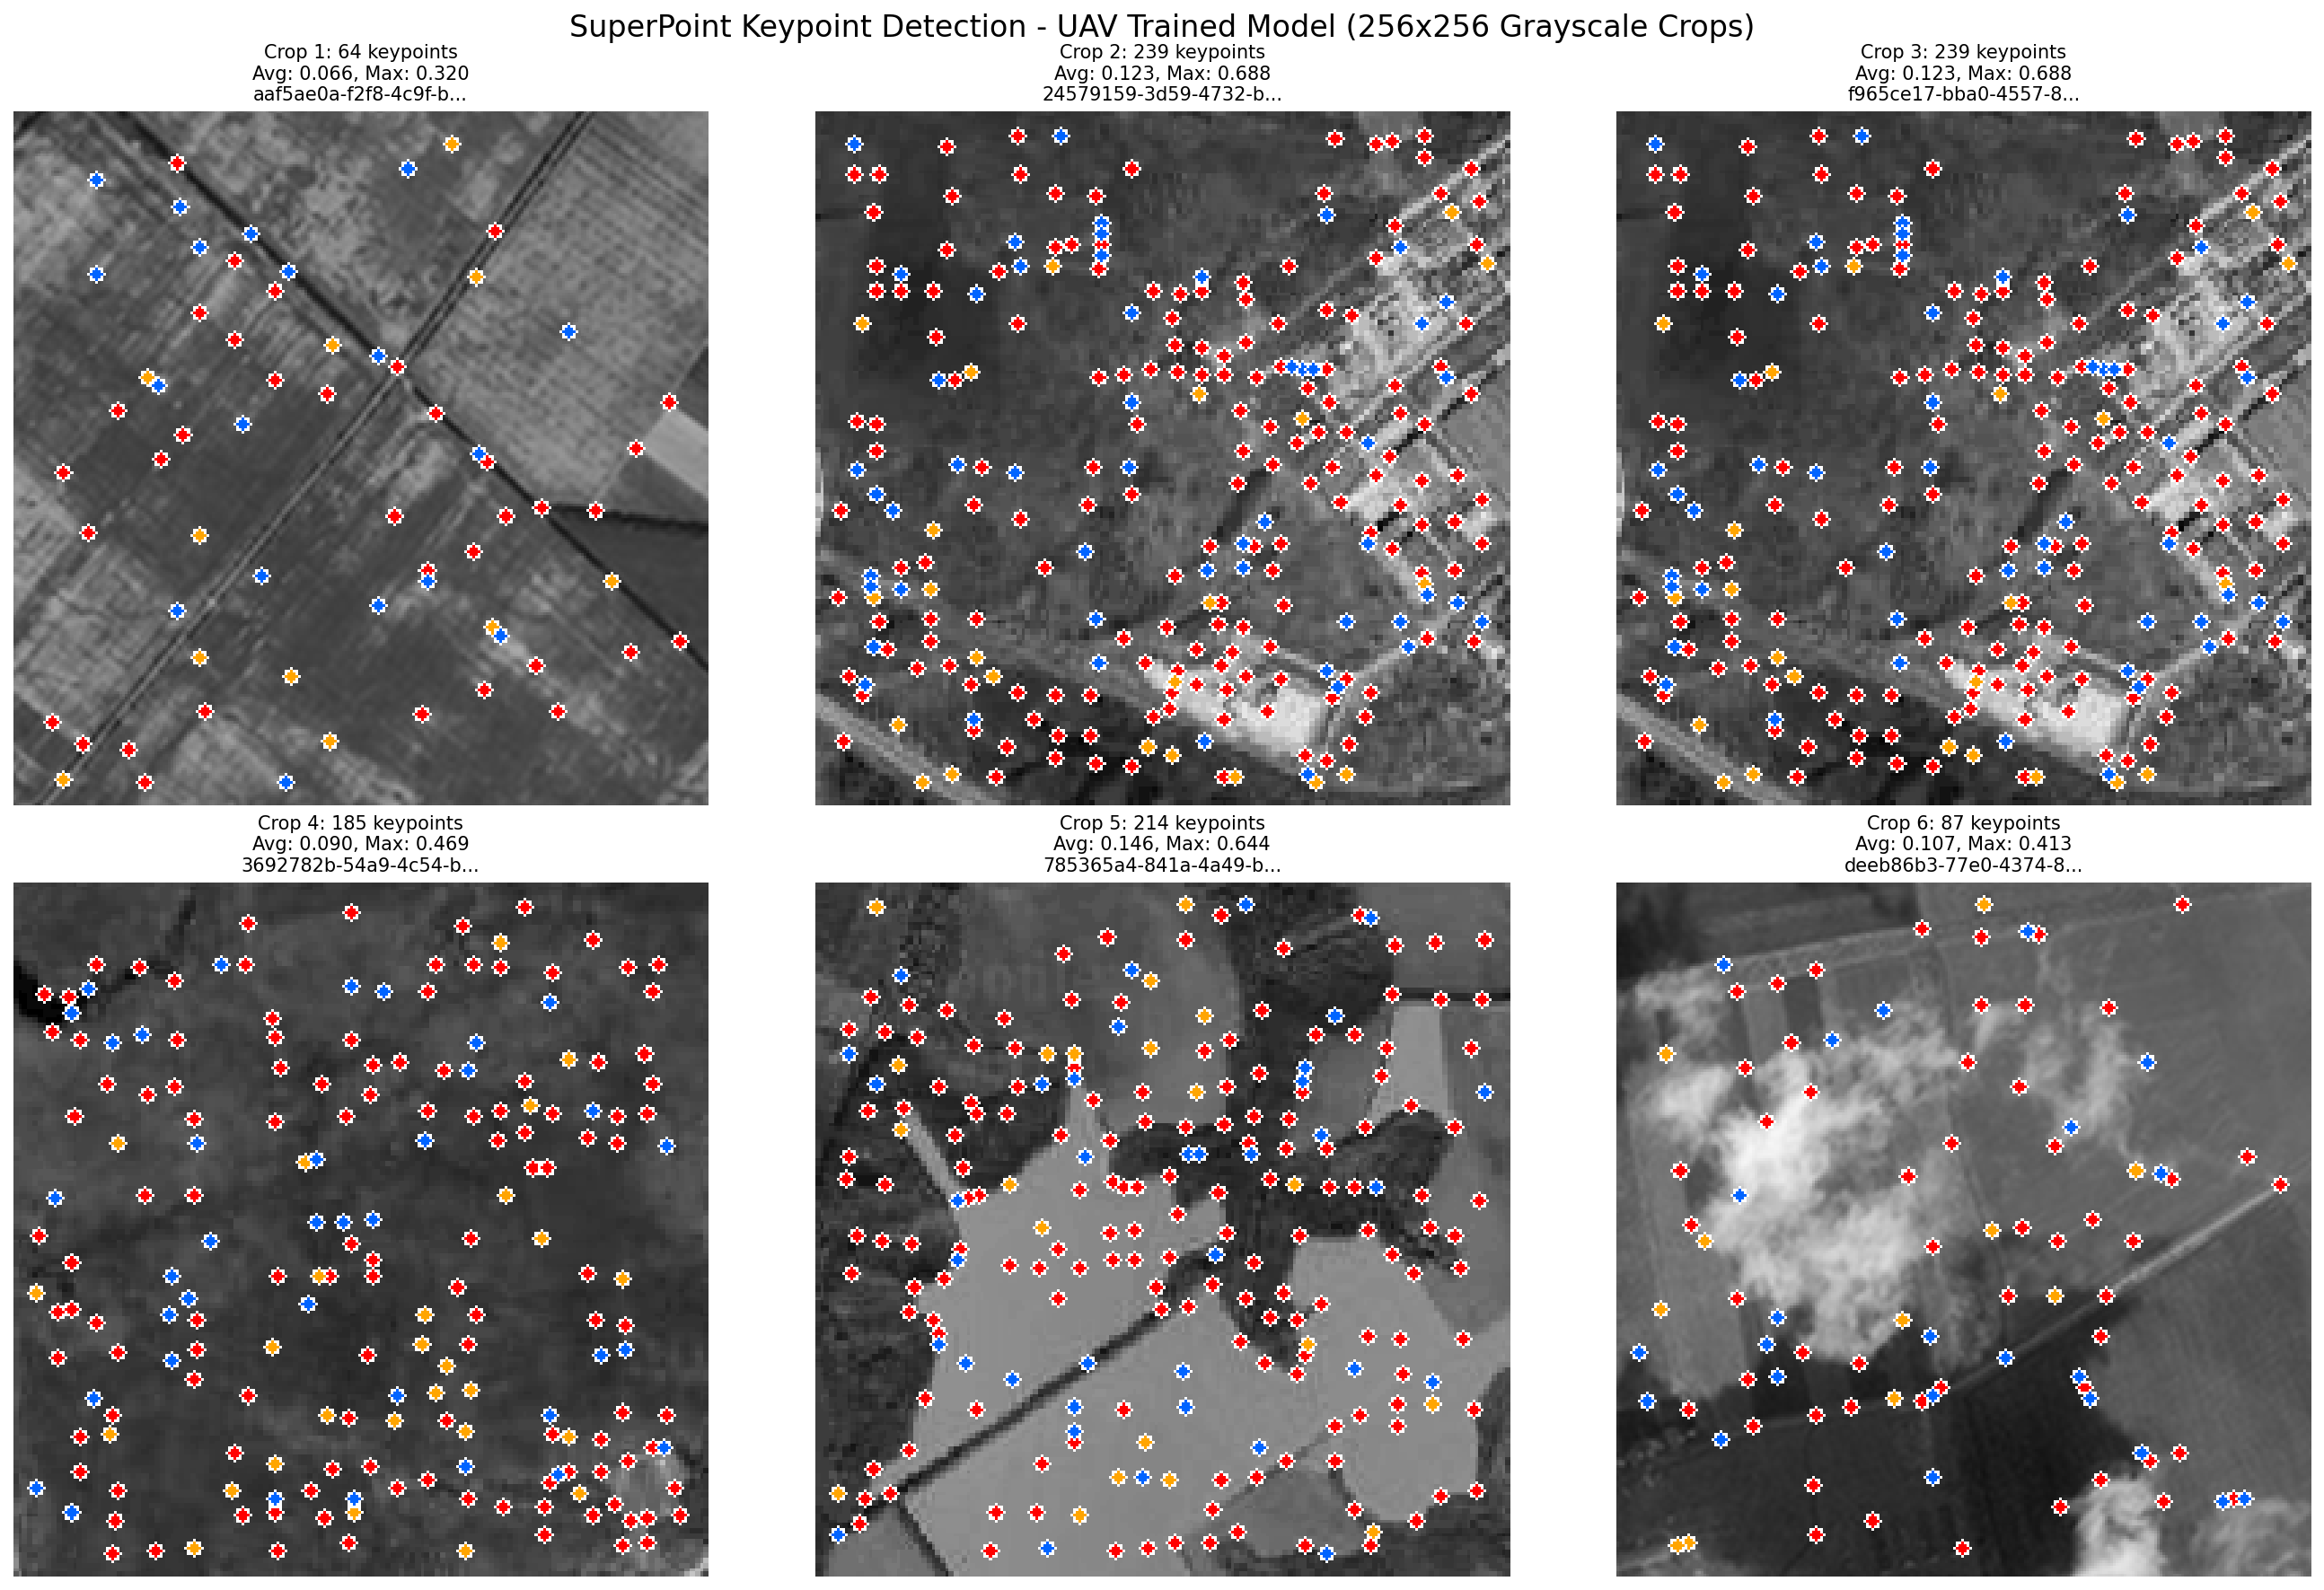 SuperPoint Keypoint Detection - UAV Trained Model (256x256 Grayscale Crops)
Crop 1: 64 keypoints
Avg: 0.066, Max: 0.320
aaf5ae0a-f2f8-4c9f-b...
Crop 2: 239 keypoints
Avg: 0.123, Max: 0.688
24579159-3d59-4732-b...
Crop 3: 239 keypoints
Avg: 0.123, Max: 0.688
f965ce17-bba0-4557-8...
Crop 4: 185 keypoints
Avg: 0.090, Max: 0.469
3692782b-54a9-4c54-b...
Crop 5: 214 keypoints
Avg: 0.146, Max: 0.644
785365a4-841a-4a49-b...
Crop 6: 87 keypoints
Avg: 0.107, Max: 0.413
deeb86b3-77e0-4374-8...